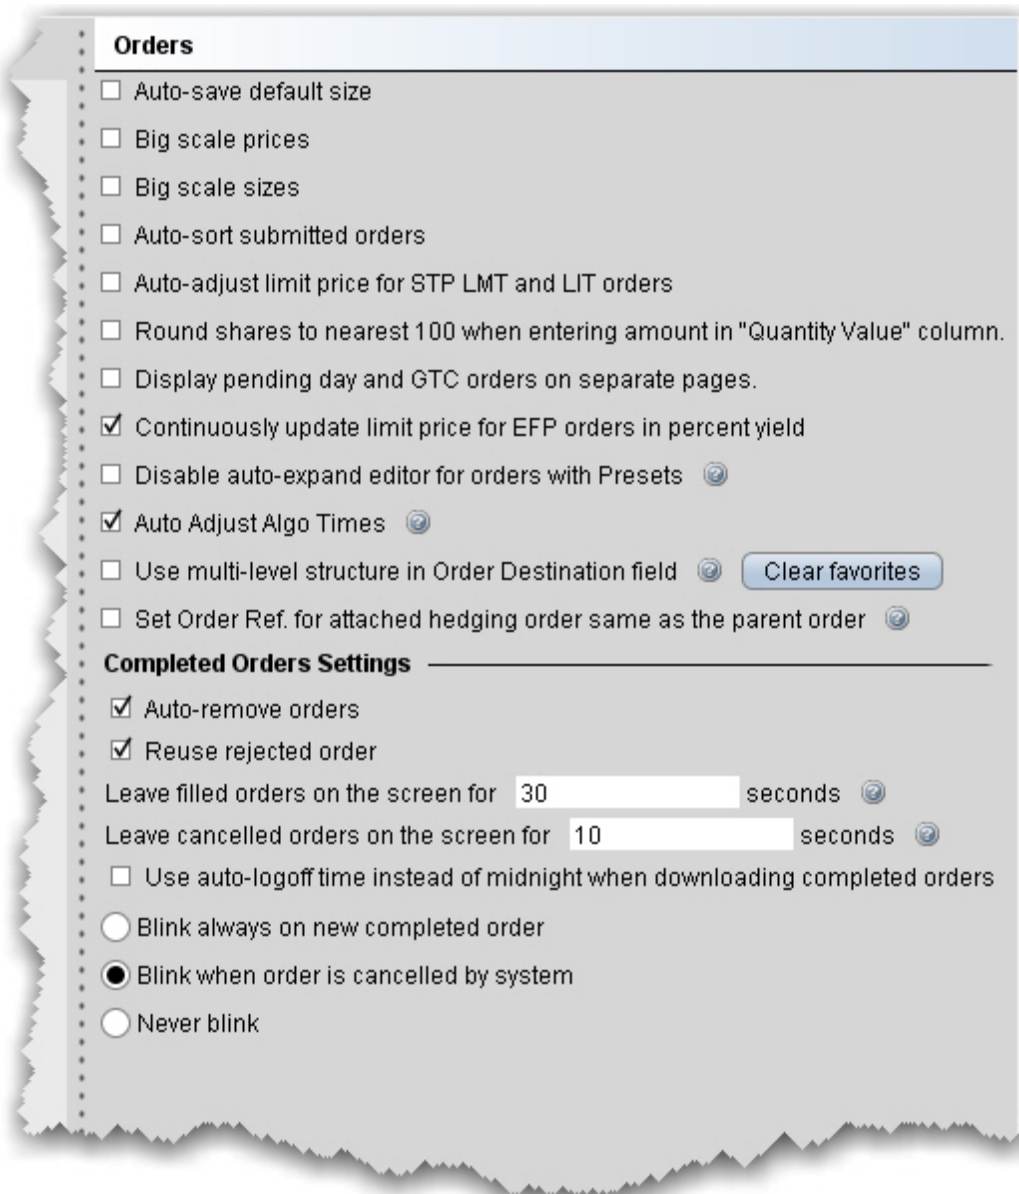 Orders
Auto-save default size
Big scale prices
Big scale sizes
Auto-sort submitted orders
Auto-adjust limit price for STP LMT and LIT orders
Round shares to nearest 100 when entering amount in "Quantity Value" column.
Display pending day and GTC orders on separate pages.
Continuously update limit price for EFP orders in percent yield
Disable auto-expand editor for orders with Presets ?
Auto Adjust Algo Times ?
Use multi-level structure in Order Destination field ? Clear favorites
Set Order Ref. for attached hedging order same as the parent order ?
Completed Orders Settings
Auto-remove orders
Reuse rejected order
Leave filled orders on the screen for 30 seconds ?
Leave cancelled orders on the screen for 10 seconds ?
Use auto-logoff time instead of midnight when downloading completed orders
Blink always on new completed order
Blink when order is cancelled by system
Never blink